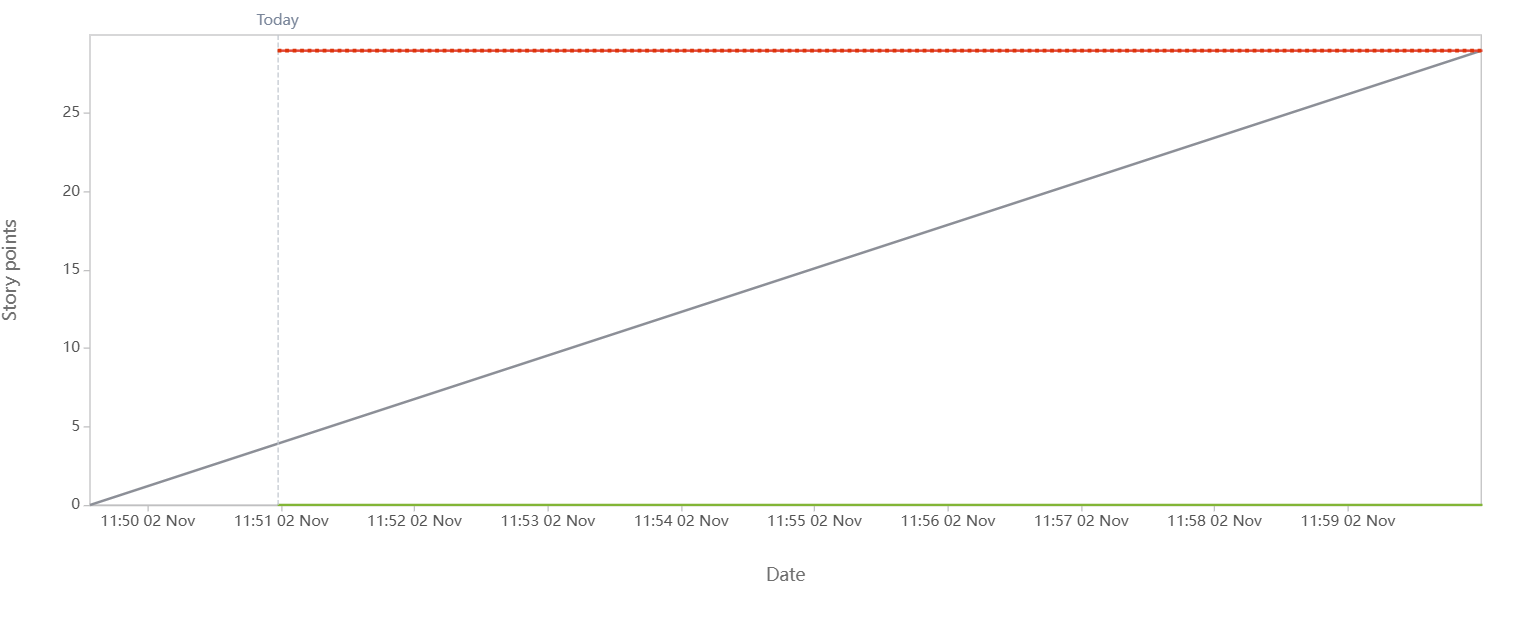 Today
25
20
15
10
5
0
Story points
11:50 02 Nov
11:51 02 Nov
11:52 02 Nov
11:53 02 Nov
11:54 02 Nov
11:55 02 Nov
11:56 02 Nov
11:57 02 Nov
11:58 02 Nov
11:59 02 Nov
Date